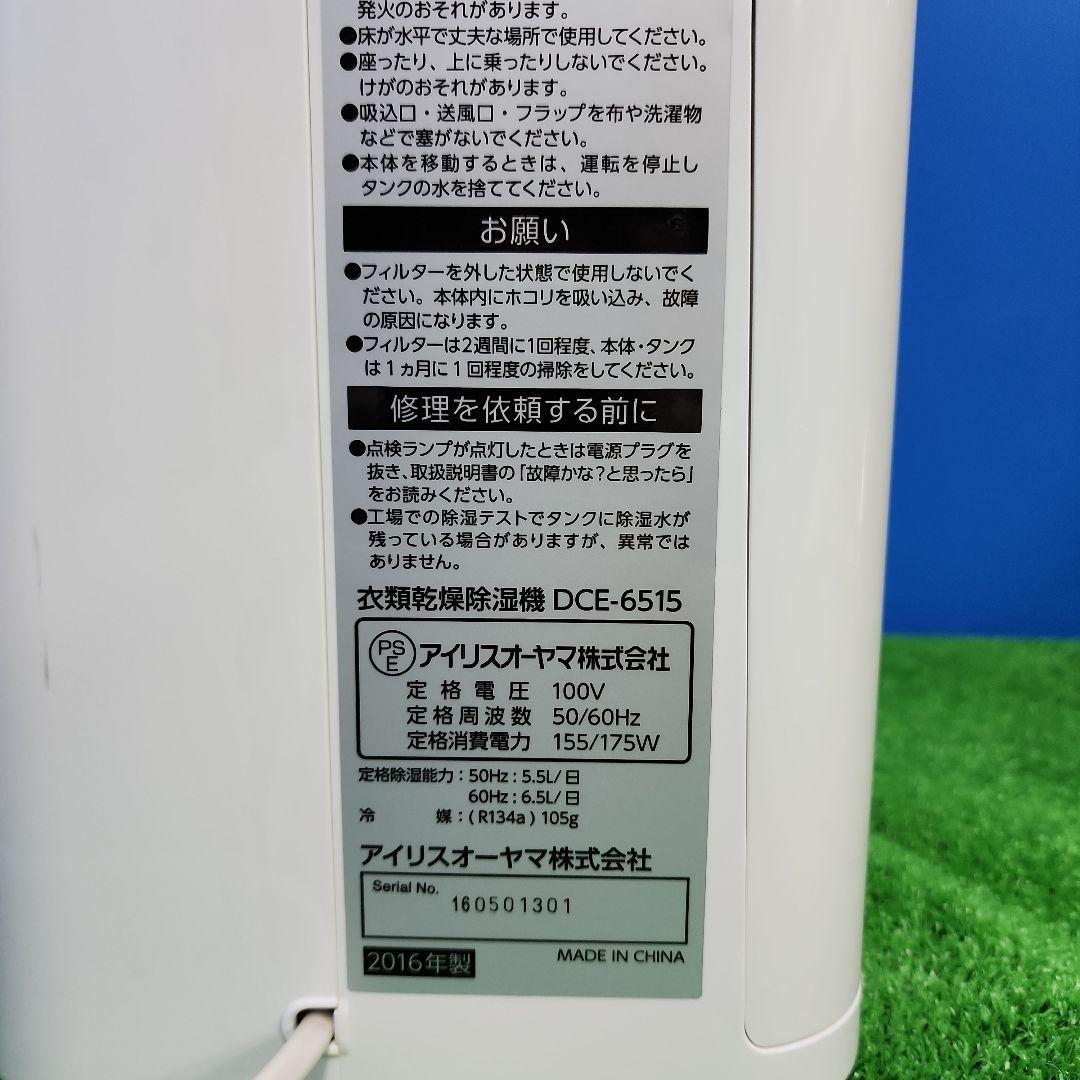 発火のおそれがあります。
●床が水平で丈夫な場所で使用してください。
●座ったり、上に乗ったりしないでください。
けがのおそれがあります。
●吸込口・送風口・フラップを布や洗濯物
などで塞がないでください。
●本体を移動するときは、運転を停止し
タンクの水を捨ててください。
お願い
●フィルターを外した状態で使用しないでく
ださい。本体内にホコリを吸い込み、故障
の原因になります。
●フィルターは2週間に1回程度、本体・タンク
は1ヵ月に1回程度の掃除をしてください。
修理を依頼する前に
●点検ランプが点灯したときは電源プラグを
抜き、取扱説明書の「故障かな?と思ったら」
をお読みください。
●工場での除湿テストでタンクに除湿水が
残っている場合がありますが、異常では
ありません。
衣類乾燥除湿機 DCE-6515
PS
E アイリスオーヤマ株式会社
定格電圧 100V
定格周波数 50/60Hz
定格消費電力 155/175W
定格除湿能力:50Hz:5.5L/日
60Hz:6.5L/日
冷媒:(R134a)105g
アイリスオーヤマ株式会社
Serial No.
160501301
2016年製 MADE IN CHINA